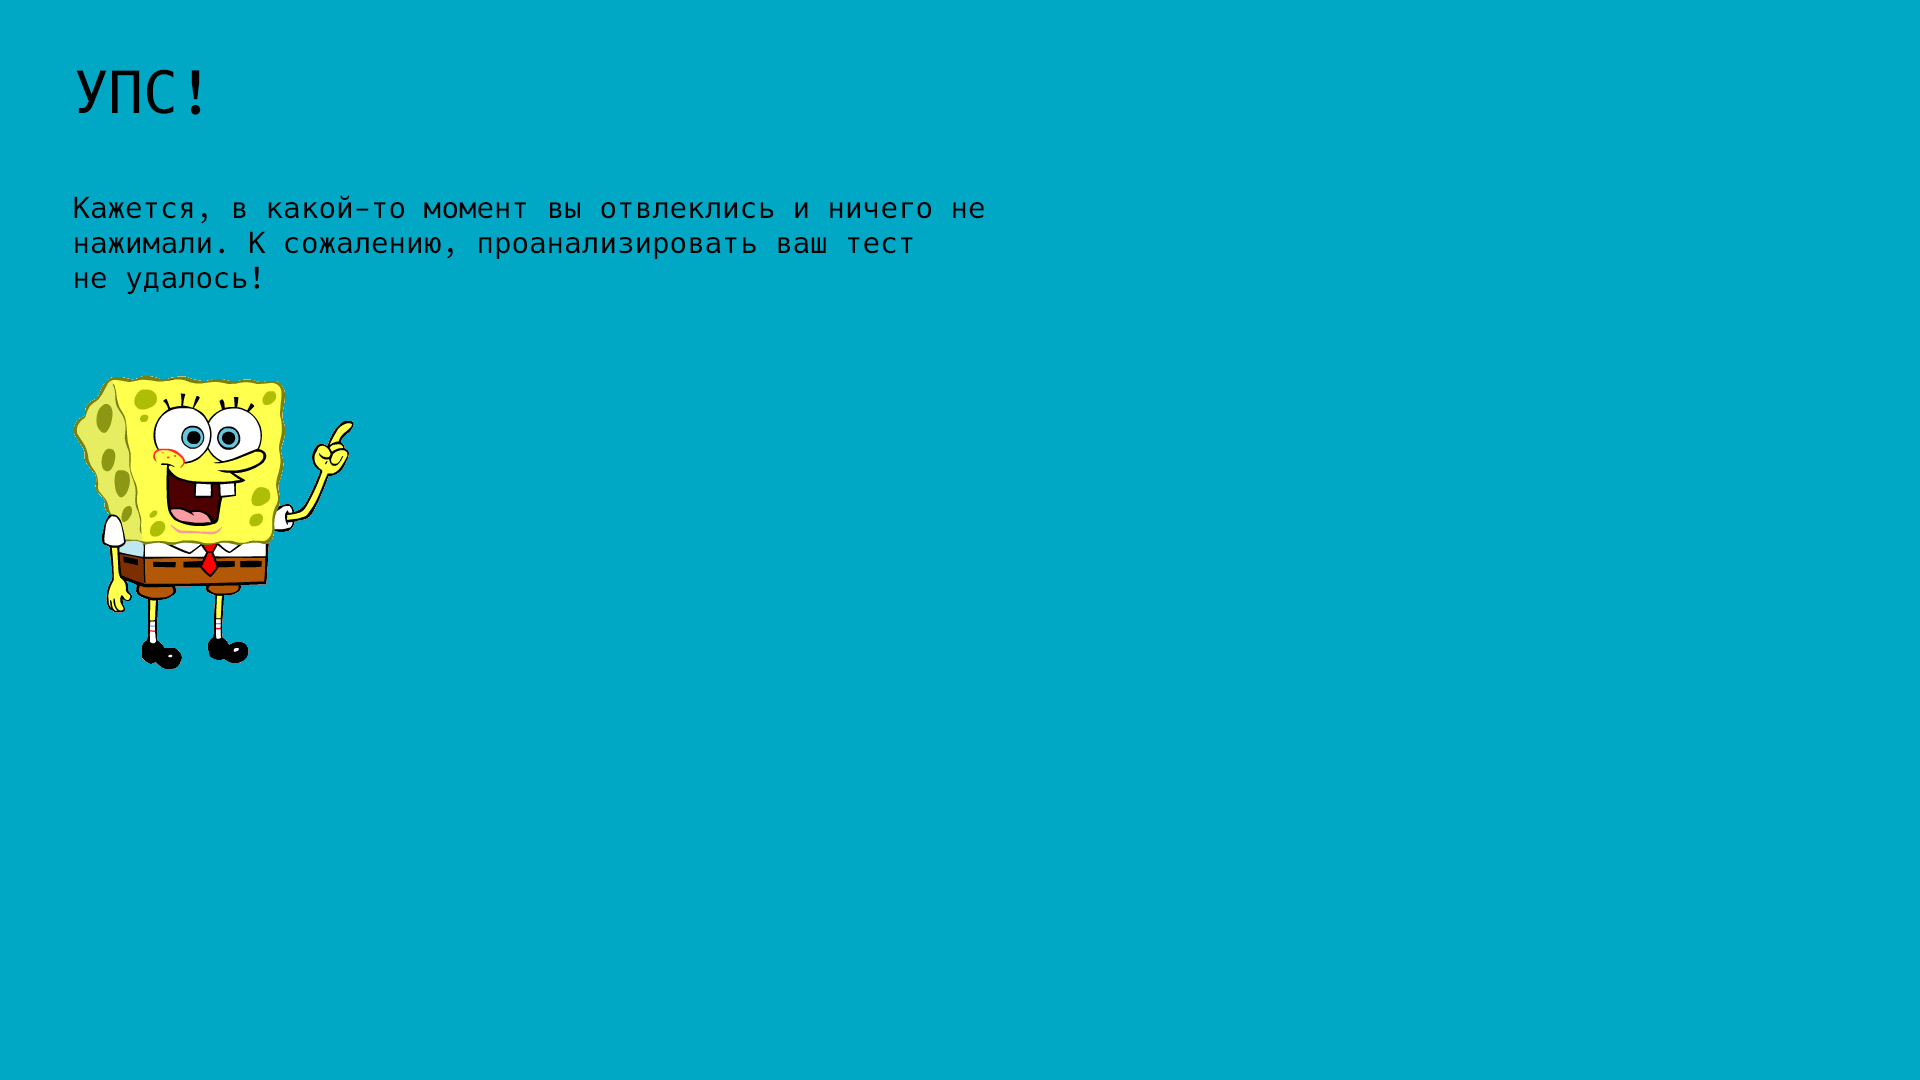 УПС!
Кажется, в какой-то момент вы отвлеклись и ничего не
нажимали. К сожалению, проанализировать ваш тест
не удалось!